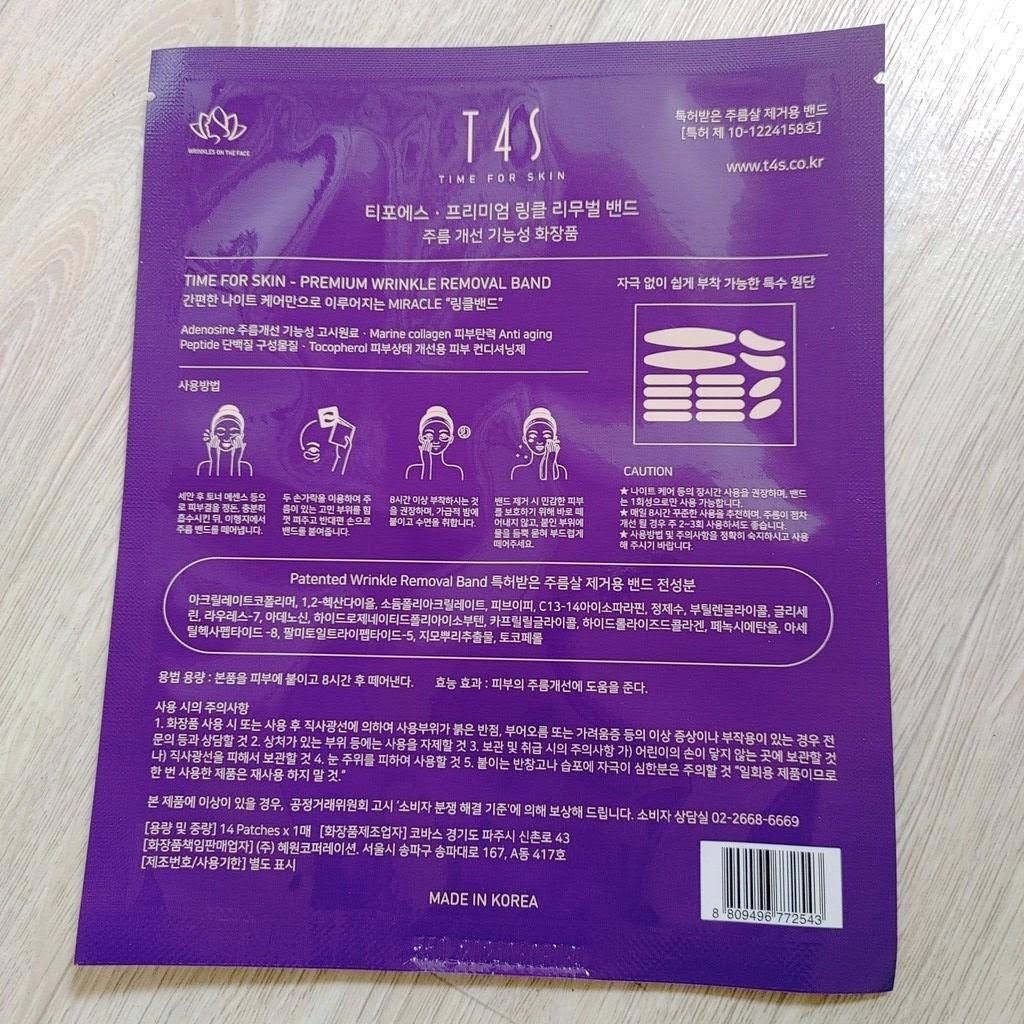 WRINKLES ON THE FACE
T4S
TIME FOR SKIN
특허받은 주름살 제거용 밴드
[특허 제 10-1224158호]
www.t4s.co.kr
티포에스 · 프리미엄 링클 리무벌 밴드
주름 개선 기능성 화장품
TIME FOR SKIN - PREMIUM WRINKLE REMOVAL BAND
간편한 나이트 케어만으로 이루어지는 MIRACLE "링클밴드"
Adenosine 주름개선 기능성 고시원료 · Marine collagen 피부탄력 Anti aging
Peptide 단백질 구성물질 · Tocopherol 피부상태 개선용 피부 컨디셔닝제
자극 없이 쉽게 부착 가능한 특수 원단
사용방법
세안 후 토너 에센스 등으
로 피부결을 정돈, 충분히
흡수시킨 뒤, 이형지에서
주름 밴드를 떼어냅니다.
두 손가락을 이용하여 주
름이 있는 고민 부위를 힘
껏 펴주고 반대편 손으로
밴드를 붙여줍니다.
8시간 이상 부착하시는 것
을 권장하며, 가급적 밤에
붙이고 수면을 취합니다.
밴드 제거 시 민감한 피부
를 보호하기 위해 바로 떼
어내지 않고, 붙인 부위에
물을 듬뿍 묻혀 부드럽게
떼어주세요.
CAUTION
★ 나이트 케어 등의 장시간 사용을 권장하며, 밴드
는 1회성으로만 사용 가능합니다.
★ 매일 8시간 꾸준한 사용을 추천하며, 주름이 점차
개선 될 경우 주 2~3회 사용하셔도 좋습니다.
★ 사용방법 및 주의사항을 정확히 숙지하시고 사용
해 주시기 바랍니다.
Patented Wrinkle Removal Band 특허받은 주름살 제거용 밴드 전성분
아크릴레이트코폴리머, 1,2-헥산다이올, 소듐폴리아크릴레이트, 피브이피, C13-14아이소파라핀, 정제수, 부틸렌글라이콜, 글리세
린, 라우레스-7, 아데노신, 하이드로제네이티드폴리아이소부텐, 카프릴릴글라이콜, 하이드롤라이즈드콜라겐, 페녹시에탄올, 아세
틸헥사펩타이드-8, 팔미토일트라이펩타이드-5, 지모뿌리추출물, 토코페롤
용법 용량 : 본품을 피부에 붙이고 8시간 후 떼어낸다. 효능 효과 : 피부의 주름개선에 도움을 준다.
사용 시의 주의사항
1. 화장품 사용 시 또는 사용 후 직사광선에 의하여 사용부위가 붉은 반점, 부어오름 또는 가려움증 등의 이상 증상이나 부작용이 있는 경우 전
문의 등과 상담할 것 2. 상처가 있는 부위 등에는 사용을 자제할 것 3. 보관 및 취급 시의 주의사항 가) 어린이의 손이 닿지 않는 곳에 보관할 것
나) 직사광선을 피해서 보관할 것 4. 눈 주위를 피하여 사용할 것 5. 붙이는 반창고나 습포에 자극이 심한분은 주의할 것 "일회용 제품이므로
한 번 사용한 제품은 재사용 하지 말 것."
본 제품에 이상이 있을 경우, 공정거래위원회 고시 '소비자 분쟁 해결 기준'에 의해 보상해 드립니다. 소비자 상담실 02-2668-6669
[용량 및 중량] 14 Patches x 1매 [화장품제조업자] 코바스 경기도 파주시 신촌로 43
[화장품책임판매업자] (주) 혜원코퍼레이션. 서울시 송파구 송파대로 167, A동 417호
[제조번호/사용기한] 별도 표시
MADE IN KOREA
8 809496 772543